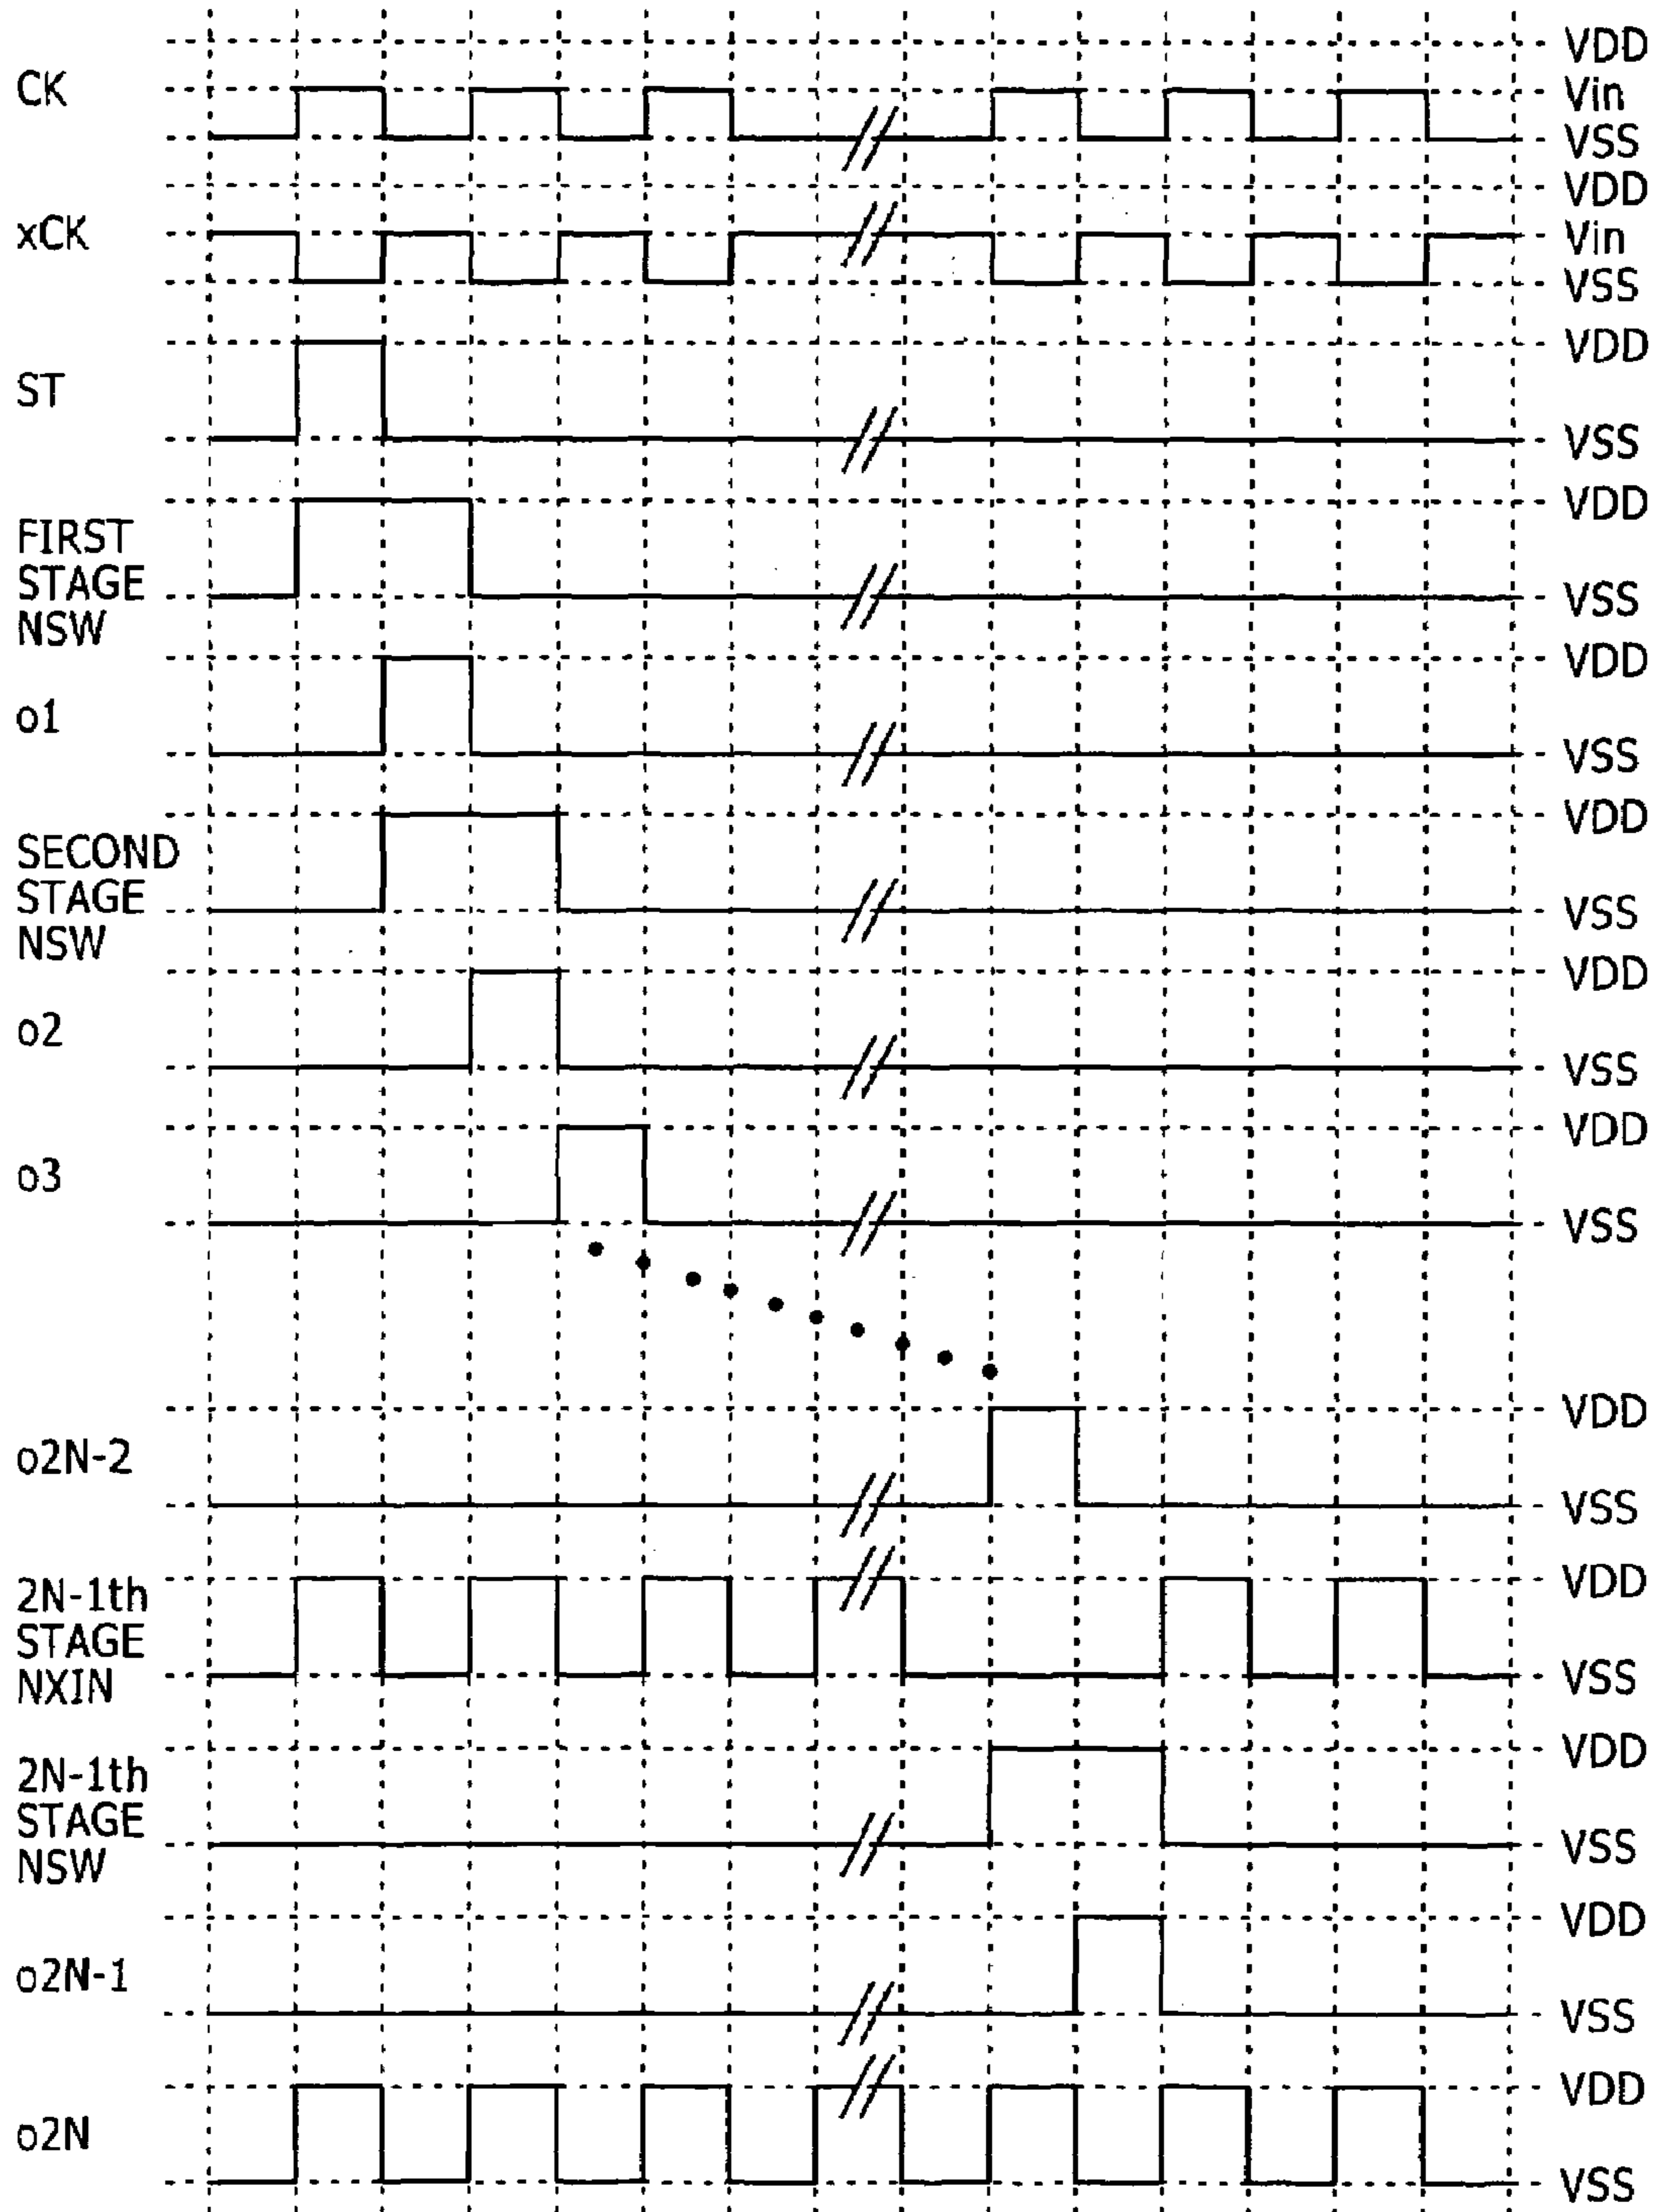 VDD
CK
Vin
VSS
VDD
xCK
Vin
VSS
VDD
ST
VSS
VDD
FIRST
STAGE
NSW
VSS
VDD
o1
VSS
VDD
SECOND
STAGE
NSW
VSS
VDD
o2
VSS
VDD
o3
VSS
VDD
o2N-2
VSS
VDD
2N-1th
STAGE
NXIN
VSS
VDD
2N-1th
STAGE
NSW
VSS
VDD
o2N-1
VSS
VDD
o2N
VSS